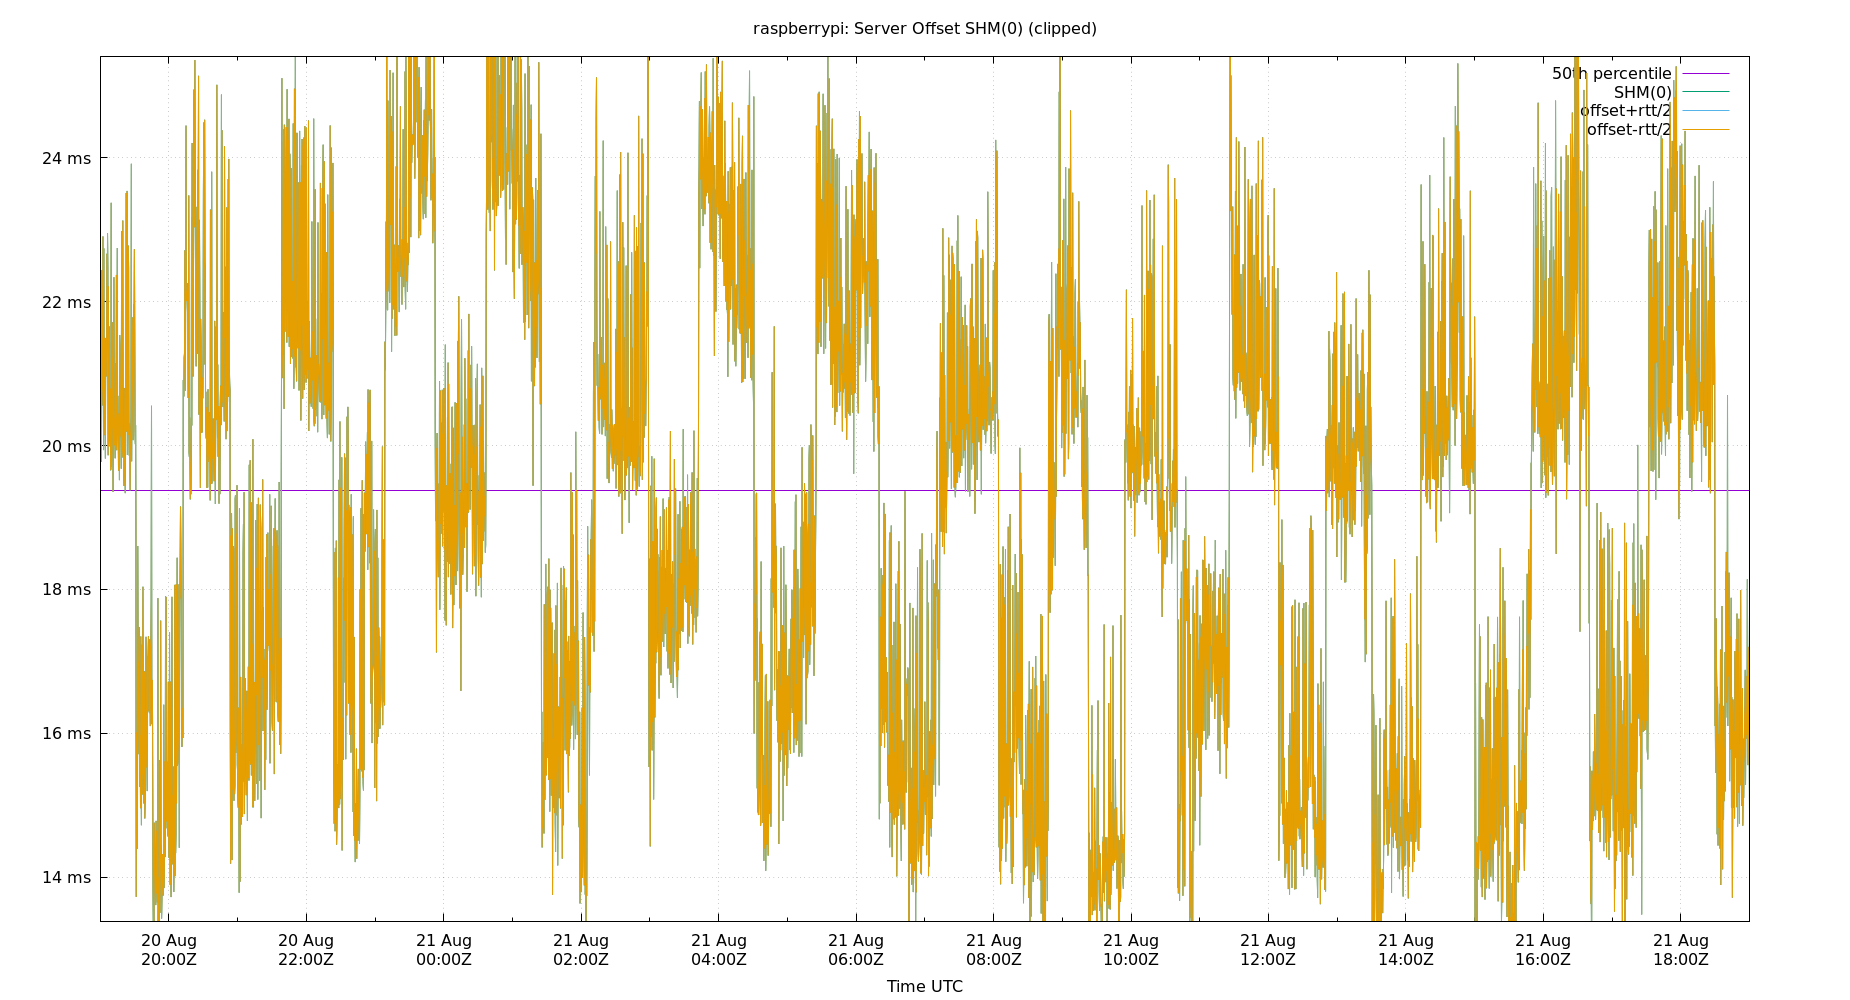 raspberrypi: Server Offset SHM(0) (clipped)
50th percentile
SHM(0)
offset+rtt/2
offset-rtt/2
24 ms
22 ms
20 ms
18 ms
16 ms
14 ms
20 Aug 20 Aug 21 Aug 21 Aug 21 Aug 21 Aug 21 Aug 21 Aug 21 Aug 21 Aug 21 Aug 21 Aug
20:00Z 22:00Z 00:00Z 02:00Z 04:00Z 06:00Z 08:00Z 10:00Z 12:00Z 14:00Z 16:00Z 18:00Z
Time UTC